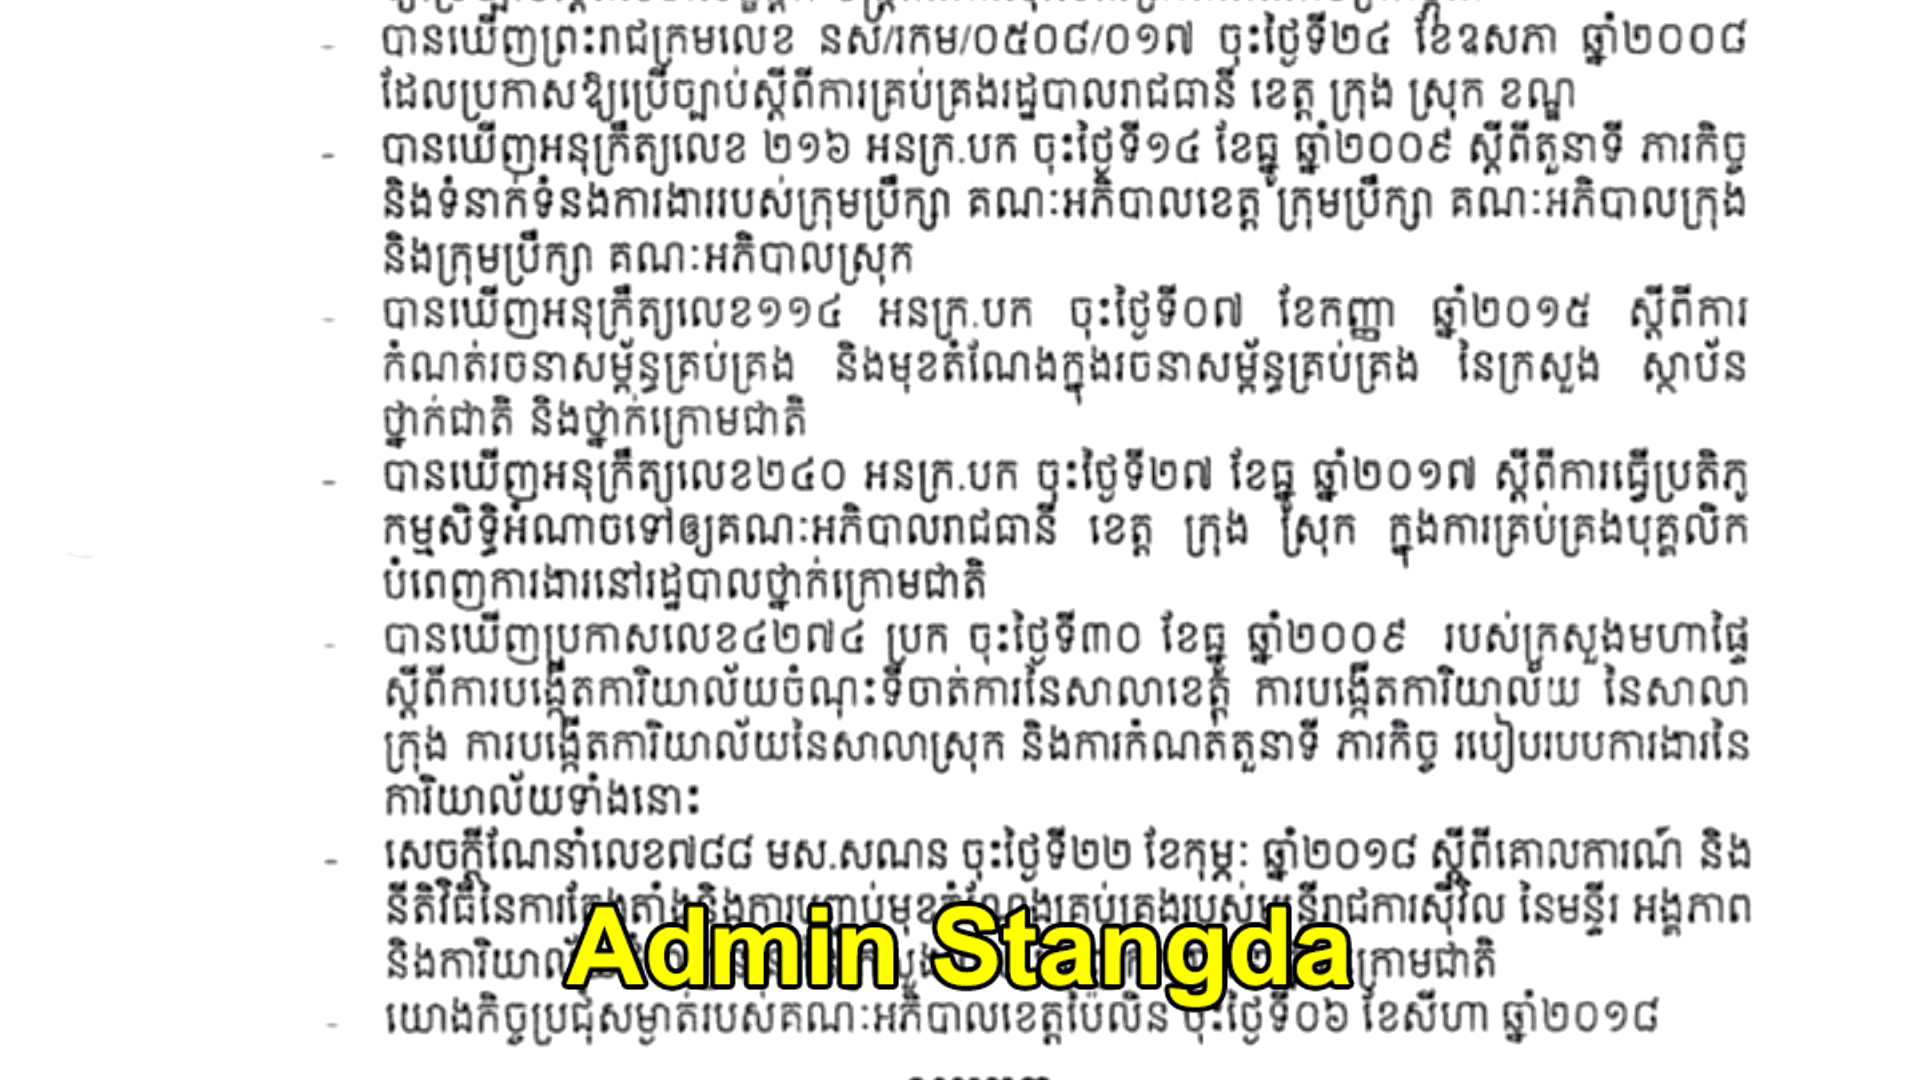 - បានឃើញព្រះរាជក្រមលេខ នស/រកម/០៥០៨/០១៧ ចុះថ្ងៃទី២៤ ខែឧសភា ឆ្នាំ២០០៨
ដែលប្រកាសឱ្យប្រើច្បាប់ស្តីពីការគ្រប់គ្រងរដ្ឋបាលរាជធានី ខេត្ត ក្រុង ស្រុក ខណ្ឌ
- បានឃើញអនុក្រឹត្យលេខ ២១៦ អនក្រ.បក ចុះថ្ងៃទី១៤ ខែធ្នូ ឆ្នាំ២០០៩ ស្តីពីតួនាទី ភារកិច្ច
និងទំនាក់ទំនងការងាររបស់ក្រុមប្រឹក្សា គណៈអភិបាលខេត្ត ក្រុមប្រឹក្សា គណៈអភិបាលក្រុង
និងក្រុមប្រឹក្សា គណៈអភិបាលស្រុក
- បានឃើញអនុក្រឹត្យលេខ១១៤ អនក្រ.បក ចុះថ្ងៃទី០៧ ខែកញ្ញា ឆ្នាំ២០១៥ ស្តីពីការ
កំណត់រចនាសម្ព័ន្ធគ្រប់គ្រង និងមុខតំណែងក្នុងរចនាសម្ព័ន្ធគ្រប់គ្រង នៃក្រសួង ស្ថាប័ន
ថ្នាក់ជាតិ និងថ្នាក់ក្រោមជាតិ
- បានឃើញអនុក្រឹត្យលេខ២៤០ អនក្រ.បក ចុះថ្ងៃទី២៧ ខែធ្នូ ឆ្នាំ២០១៧ ស្តីពីការធ្វើប្រតិភូ
កម្មសិទ្ធិអំណាចទៅឲ្យគណៈអភិបាលរាជធានី ខេត្ត ក្រុង ស្រុក ក្នុងការគ្រប់គ្រងបុគ្គលិក
បំពេញការងារនៅរដ្ឋបាលថ្នាក់ក្រោមជាតិ
- បានឃើញប្រកាសលេខ៤២៧៤ ប្រក ចុះថ្ងៃទី៣០ ខែធ្នូ ឆ្នាំ២០០៩ របស់ក្រសួងមហាផ្ទៃ
ស្តីពីការបង្កើតការិយាល័យចំណុះទីចាត់ការនៃសាលាខេត្ត ការបង្កើតការិយាល័យ នៃសាលា
ក្រុង ការបង្កើតការិយាល័យនៃសាលាស្រុក និងការកំណត់តួនាទី ភារកិច្ច របៀបរបបការងារនៃ
ការិយាល័យទាំងនោះ
- សេចក្តីណែនាំលេខ៧៨៨ មស.សណន ចុះថ្ងៃទី២២ ខែកុម្ភៈ ឆ្នាំ២០១៨ ស្តីពីគោលការណ៍ និង
នីតិវិធីនៃការតែងតាំងនិងការបញ្ចប់មុខតំណែងគ្រប់គ្រងរបស់មន្ត្រីរាជការស៊ីវិល នៃមន្ទីរ អង្គភាព
និងការិយាល័ ក្រោមជាតិ
Admin Stangda
- យោងកិច្ចប្រជុំសម្ងាត់របស់គណៈអភិបាលខេត្តប៉ៃលិន ចុះថ្ងៃទី០៦ ខែសីហា ឆ្នាំ២០១៨